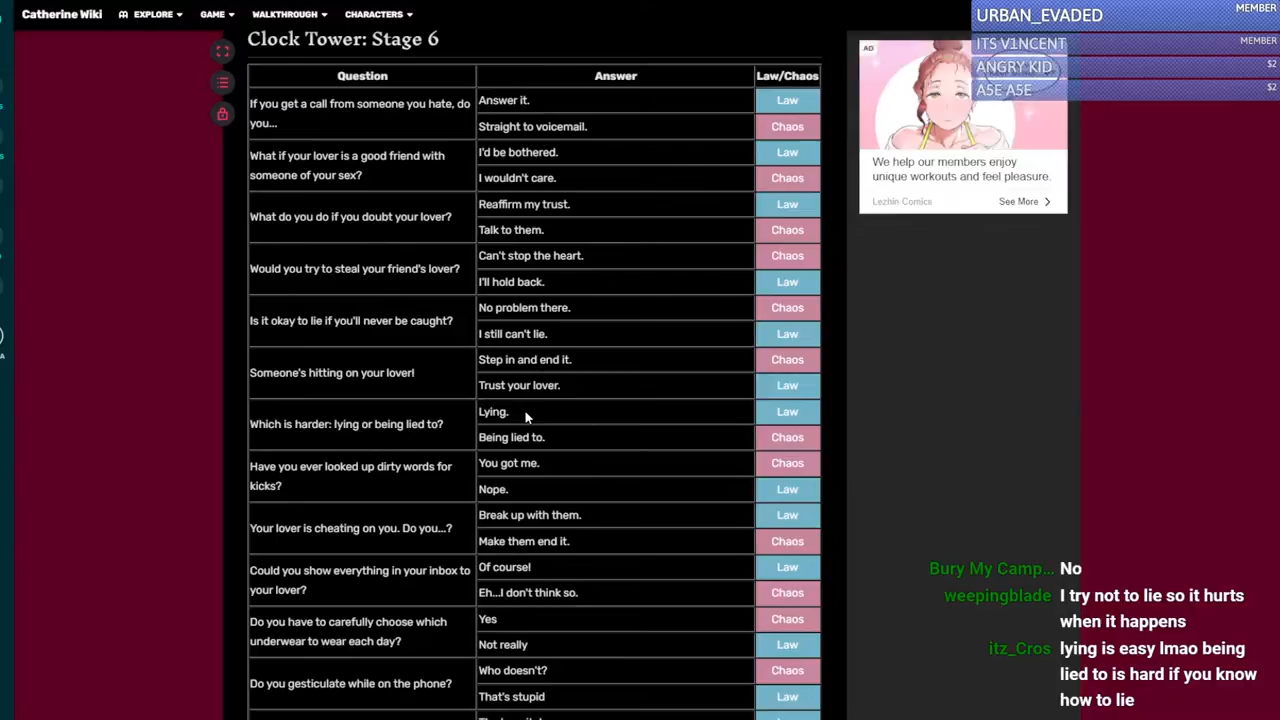 Catherine Wiki
EXPLORE
GAME
WALKTHROUGH
CHARACTERS
Clock Tower: Stage 6
Question
Answer
Law/Chaos
If you get a call from someone you hate, do
you...
Answer it.
Law
Straight to voicemail.
Chaos
What if your lover is a good friend with
someone of your sex?
I'd be bothered.
Law
I wouldn't care.
Chaos
What do you do if you doubt your lover?
Reaffirm my trust.
Law
Talk to them.
Chaos
Would you try to steal your friend's lover?
Can't stop the heart.
Chaos
I'll hold back.
Law
Is it okay to lie if you'll never be caught?
No problem there.
Chaos
I still can't lie.
Law
Someone's hitting on your lover!
Step in and end it.
Chaos
Trust your lover.
Law
Which is harder: lying or being lied to?
Lying.
Law
Being lied to.
Chaos
Have you ever looked up dirty words for
kicks?
You got me.
Chaos
Nope.
Law
Your lover is cheating on you. Do you...?
Break up with them.
Law
Make them end it.
Chaos
Could you show everything in your inbox to
your lover?
Of course!
Law
Eh...I don't think so.
Chaos
Do you have to carefully choose which
underwear to wear each day?
Yes
Chaos
Not really
Law
Do you gesticulate while on the phone?
Who doesn't?
Chaos
That's stupid
Law
URBAN_EVADED
MEMBER
ITS V1NCENT
MEMBER
ANGRY KID
$2
A5E A5E
$2
AD
We help our members enjoy
unique workouts and feel pleasure.
Lezhin Comics
See More
Bury My Camp... No
weepingblade I try not to lie so it hurts
when it happens
itz_Cros lying is easy lmao being
lied to is hard if you know
how to lie